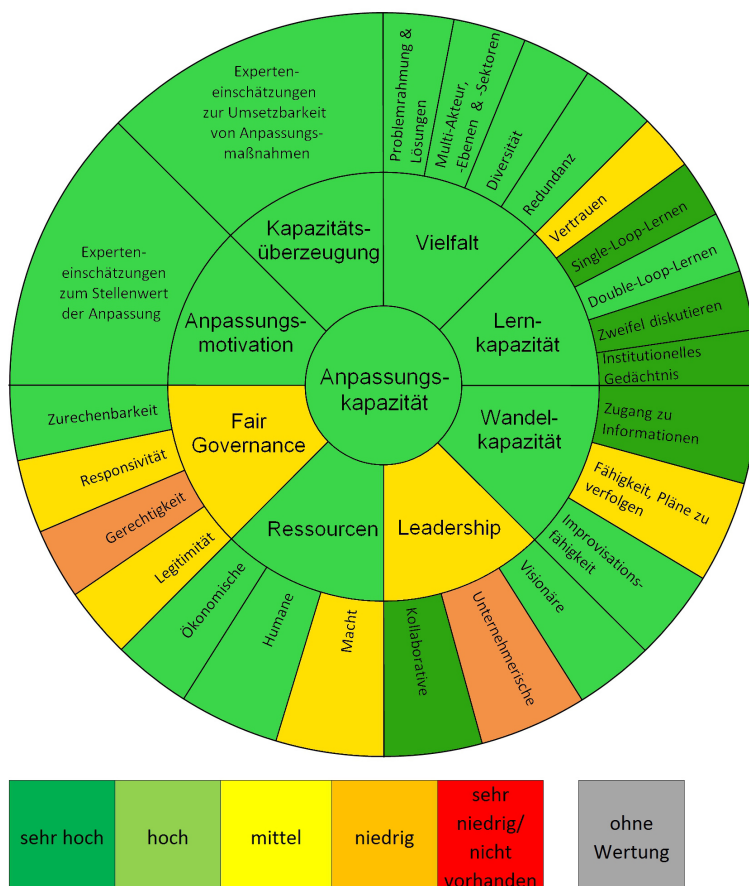 Experten-
einschätzungen
zur Umsetzbarkeit
von Anpassungs-
maßnahmen
Problemrahmung &
Lösungen
Multi-Akteur,
-Ebenen & -Sektoren
Diversität
Redundanz
Vertrauen
Single-Loop-Lernen
Double-Loop-Lernen
Zweifel diskutieren
Institutionelles
Gedächtnis
Zugang zu
Informationen
Fähigkeit, Pläne zu
verfolgen
Improvisations-
fähigkeit
Visionäre
Unternehmerische
Kollaborative
Macht
Humane
Ökonomische
Legitimität
Gerechtigkeit
Responsivität
Zurechenbarkeit
Experten-
einschätzungen
zum Stellenwert
der Anpassung
Kapazitäts-
überzeugung
Vielfalt
Lern-
kapazität
Wandel-
kapazität
Leadership
Ressourcen
Fair
Governance
Anpassungs-
motivation
Anpassungs-
kapazität
sehr hoch
hoch
mittel
niedrig
sehr
niedrig/
nicht
vorhanden
ohne
Wertung